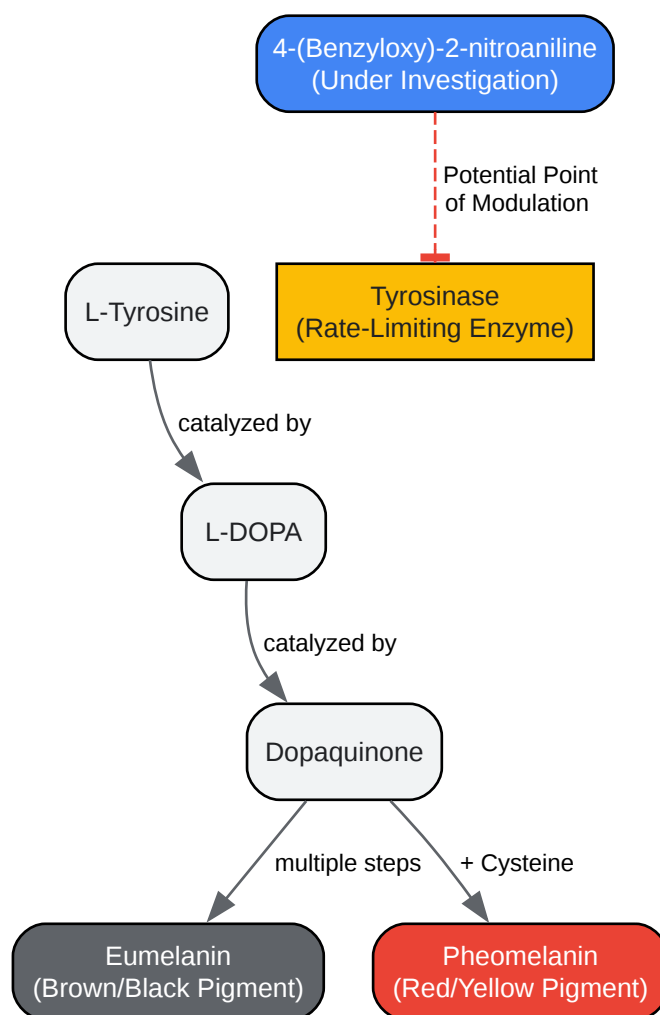 4-(Benzyloxy)-2-nitroaniline
(Under Investigation)
Potential Point
of Modulation
Tyrosinase
(Rate-Limiting Enzyme)
L-Tyrosine
catalyzed by
L-DOPA
catalyzed by
Dopaquinone
multiple steps
+ Cysteine
Eumelanin
(Brown/Black Pigment)
Pheomelanin
(Red/Yellow Pigment)